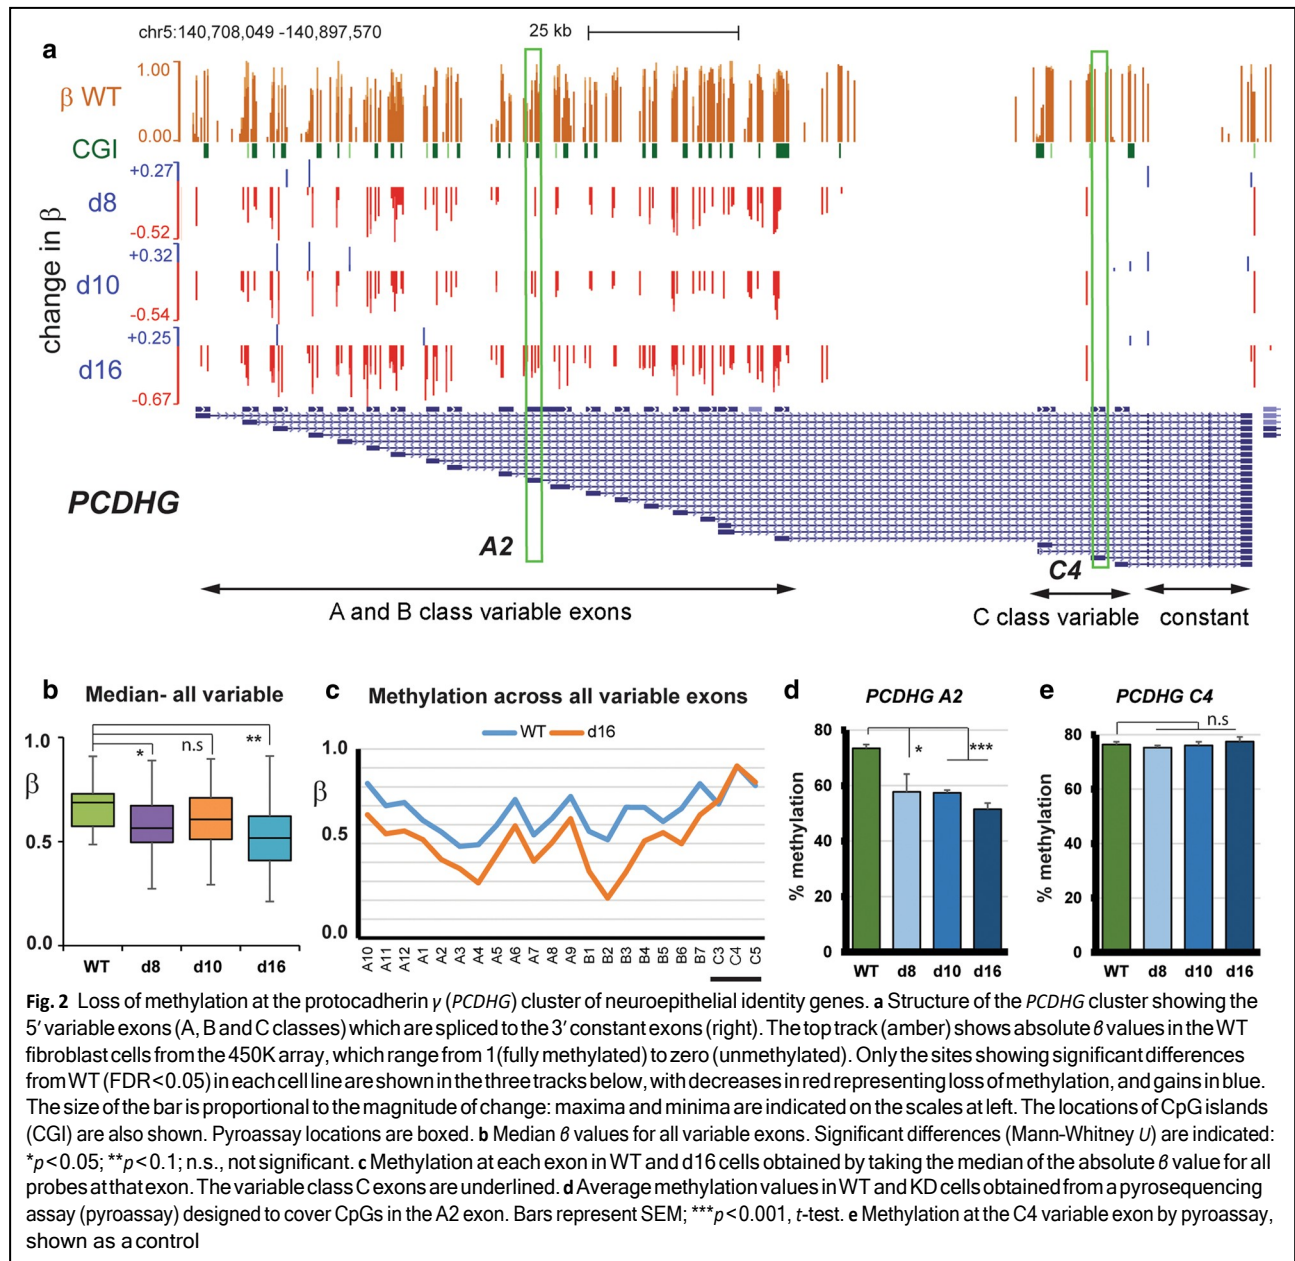 a
chr5:140,708,049 -140,897,570
25 kb
1.00
β WT
0.00
CGI
+0.27
d8
-0.52
change in β
+0.32
d10
-0.54
+0.25
d16
-0.67
PCDHG
A2
C4
A and B class variable exons
C class variable
constant
b
Median- all variable
1.0
β
0.5
0.0
*
n.s
**
WT d8 d10 d16
c
Methylation across all variable exons
WT d16
1.0
β
0.5
0.0
A10 A11 A12 A1 A2 A3 A4 A5 A6 A7 A8 A9 B1 B2 B3 B4 B5 B6 B7 C3 C4 C5
d
PCDHG A2
% methylation
80
60
40
20
0
*
***
WT d8 d10 d16
e
PCDHG C4
% methylation
80
60
40
20
0
n.s
WT d8 d10 d16
Fig. 2 Loss of methylation at the protocadherin γ (PCDHG) cluster of neuroepithelial identity genes. a Structure of the PCDHG cluster showing the
5′ variable exons (A, B and C classes) which are spliced to the 3′ constant exons (right). The top track (amber) shows absolute β values in the WT
fibroblast cells from the 450K array, which range from 1(fully methylated) to zero (unmethylated). Only the sites showing significant differences
from WT (FDR<0.05) in each cell line are shown in the three tracks below, with decreases in red representing loss of methylation, and gains in blue.
The size of the bar is proportional to the magnitude of change: maxima and minima are indicated on the scales at left. The locations of CpG islands
(CGI) are also shown. Pyroassay locations are boxed. b Median β values for all variable exons. Significant differences (Mann-Whitney U) are indicated:
*p<0.05; **p<0.1; n.s., not significant. c Methylation at each exon in WT and d16 cells obtained by taking the median of the absolute β value for all
probes at that exon. The variable class C exons are underlined. d Average methylation values in WT and KD cells obtained from a pyrosequencing
assay (pyroassay) designed to cover CpGs in the A2 exon. Bars represent SEM; ***p<0.001, t-test. e Methylation at the C4 variable exon by pyroassay,
shown as a control